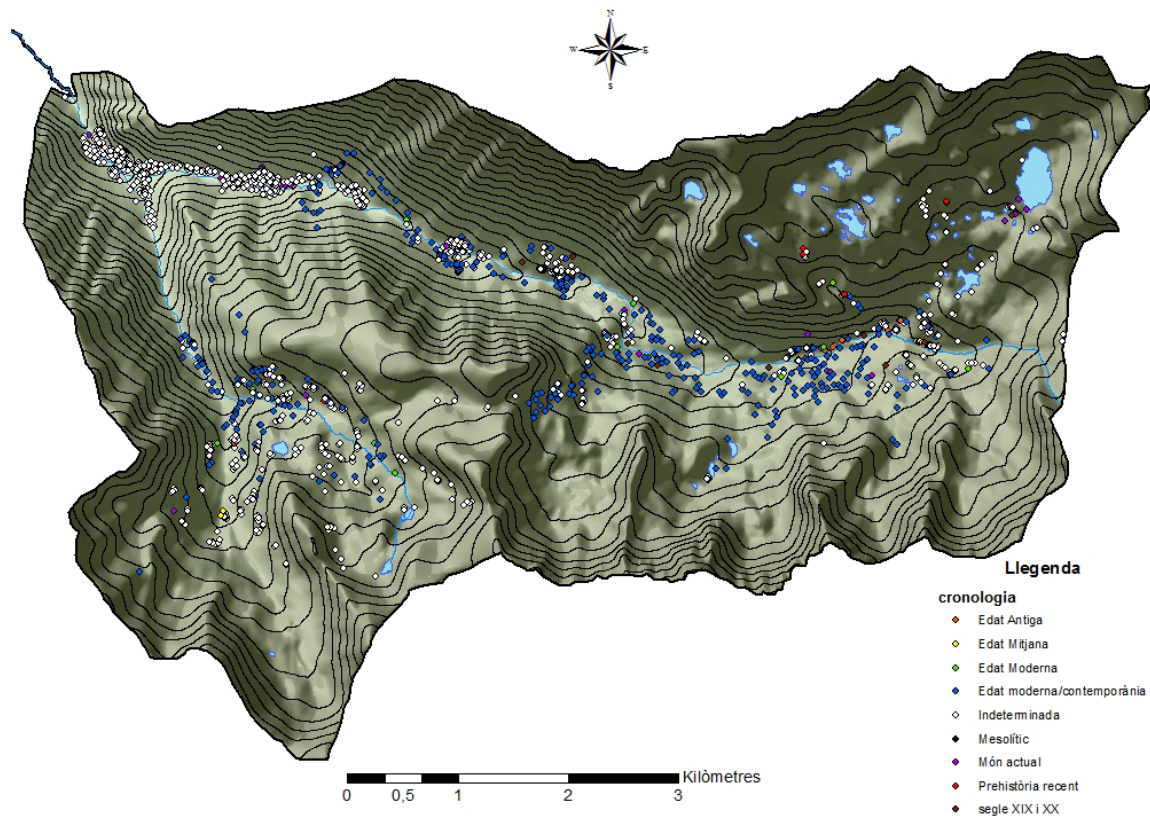 N
W E
S
Llegenda
cronologia
Edat Antiga
Edat Mitjana
Edat Moderna
Edat moderna/contemporània
Indeterminada
Mesolític
Món actual
Prehistòria recent
segle XIX i XX
Kilòmetres
0 0,5 1 2 3